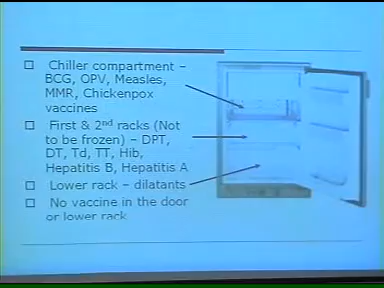 Chiller compartment –
BCG, OPV, Measles,
MMR, Chickenpox
vaccines
First & 2nd racks (Not
to be frozen) – DPT,
DT, Td, TT, Hib,
Hepatitis B, Hepatitis A
Lower rack – dilatants
No vaccine in the door
or lower rack